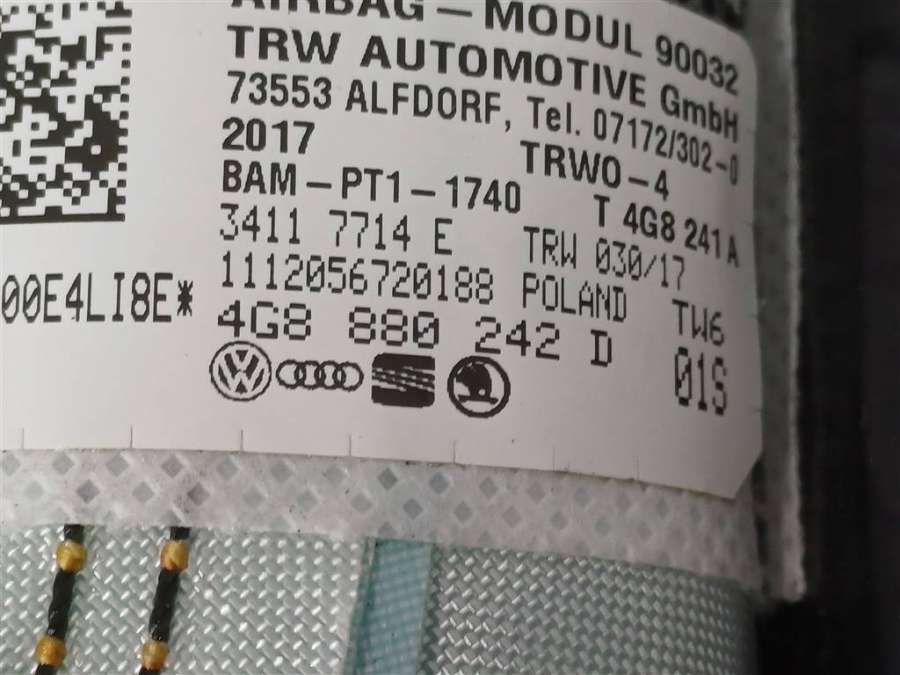 AIRBAG – MODUL 90032
TRW AUTOMOTIVE GmbH
73553 ALFDORF, Tel. 07172/302-0
2017 TRWO-4
BAM-PT1-1740 T 4G8 241 A
3411 7714 E TRW 030/17
1112056720188 POLAND TW6
00E4LI8E*
4G8 880 242 D 01S